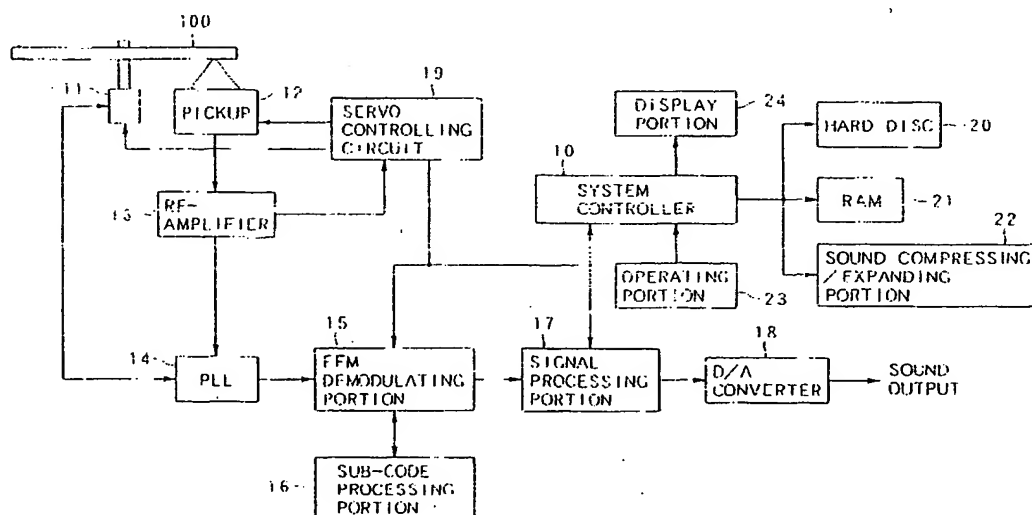 100
19
24
DISPLAY
PORTION
HARD DISC
20
11
PICKUP
12
SERVO
CONTROLLING
CIRCUIT
10
SYSTEM
CONTROLLER
RAM
21
13
RF-
AMPLIFIER
22
SOUND COMPRESSING
/EXPANDING
PORTION
OPERATING
PORTION
23
15
17
14
PLL
EFM
DEMODULATING
PORTION
SIGNAL
PROCESSING
PORTION
18
D/A
CONVERTER
SOUND
OUTPUT
16
SUB-CODE
PROCESSING
PORTION